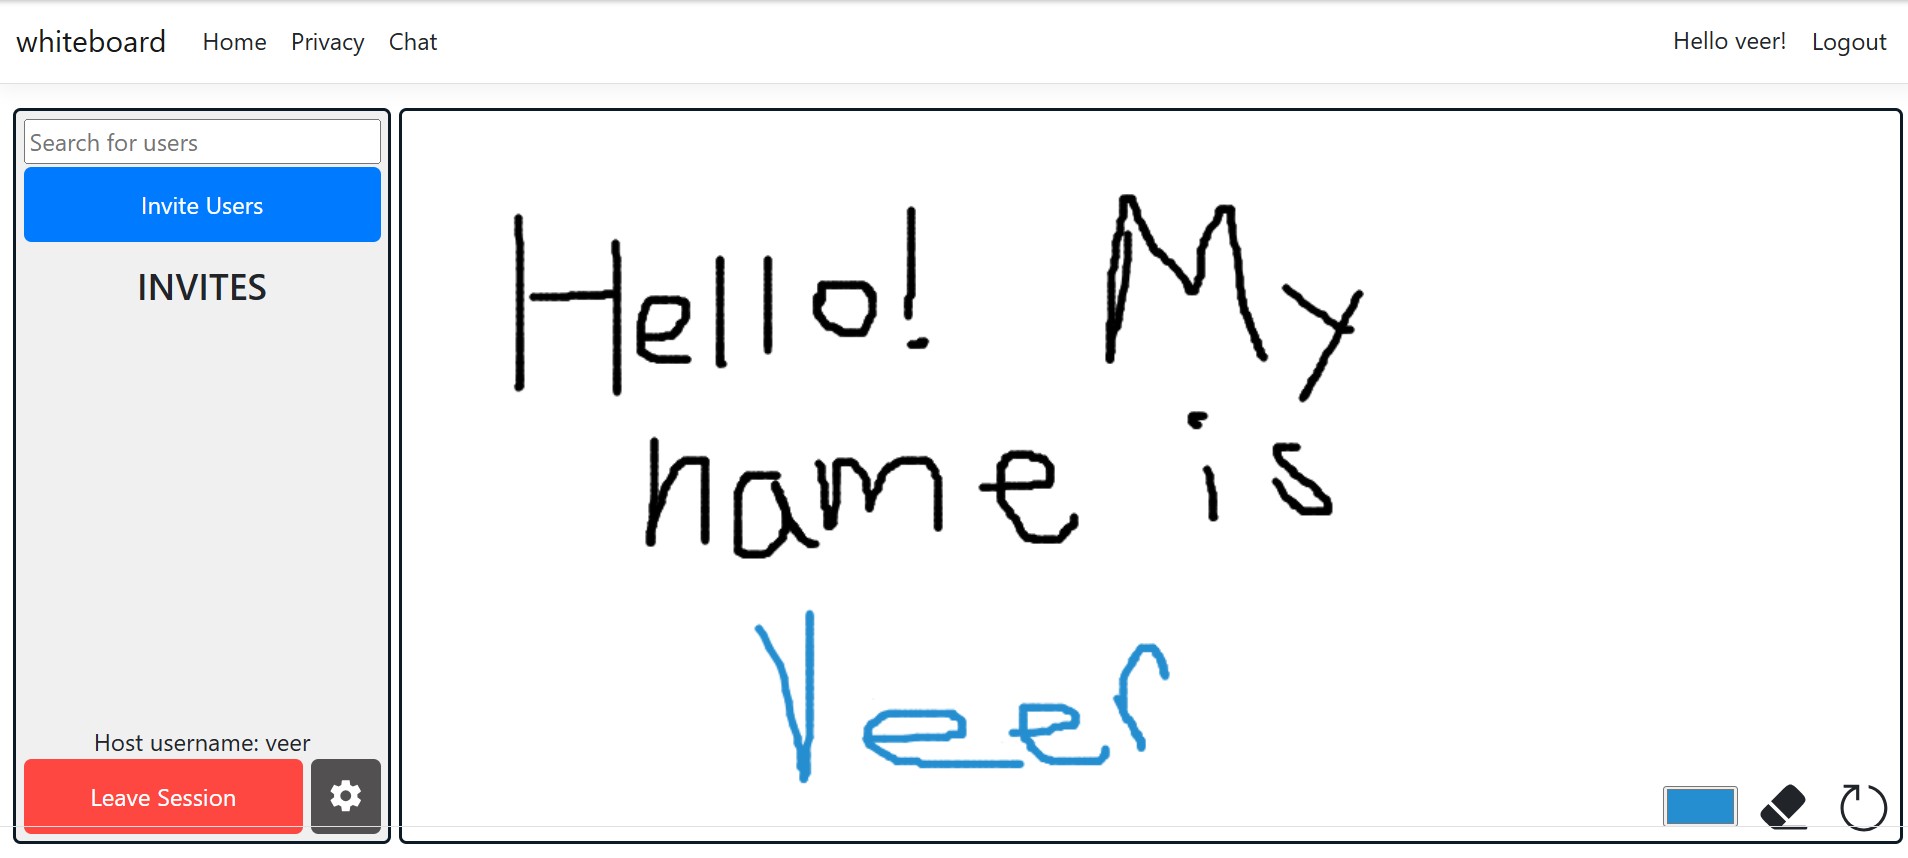 whiteboard Home Privacy Chat Hello veer! Logout
Search for users
Invite Users
INVITES
Hello! My
name is
Veer
Host username: veer
Leave Session